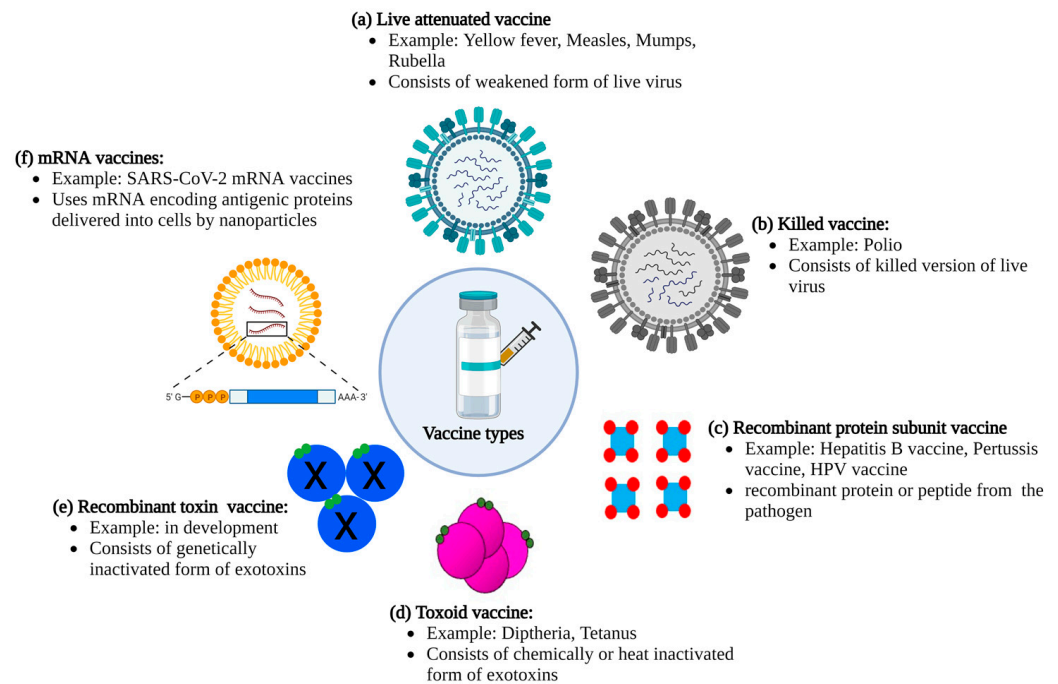 (a) Live attenuated vaccine
• Example: Yellow fever, Measles, Mumps,
Rubella
• Consists of weakened form of live virus
(f) mRNA vaccines:
• Example: SARS-CoV-2 mRNA vaccines
• Uses mRNA encoding antigenic proteins
delivered into cells by nanoparticles
(b) Killed vaccine:
• Example: Polio
• Consists of killed version of live
virus
5' G P P P AAA-3'
Vaccine types
(c) Recombinant protein subunit vaccine
• Example: Hepatitis B vaccine, Pertussis
vaccine, HPV vaccine
• recombinant protein or peptide from the
pathogen
X X
X
(e) Recombinant toxin vaccine:
• Example: in development
• Consists of genetically
inactivated form of exotoxins
(d) Toxoid vaccine:
• Example: Diptheria, Tetanus
• Consists of chemically or heat inactivated
form of exotoxins